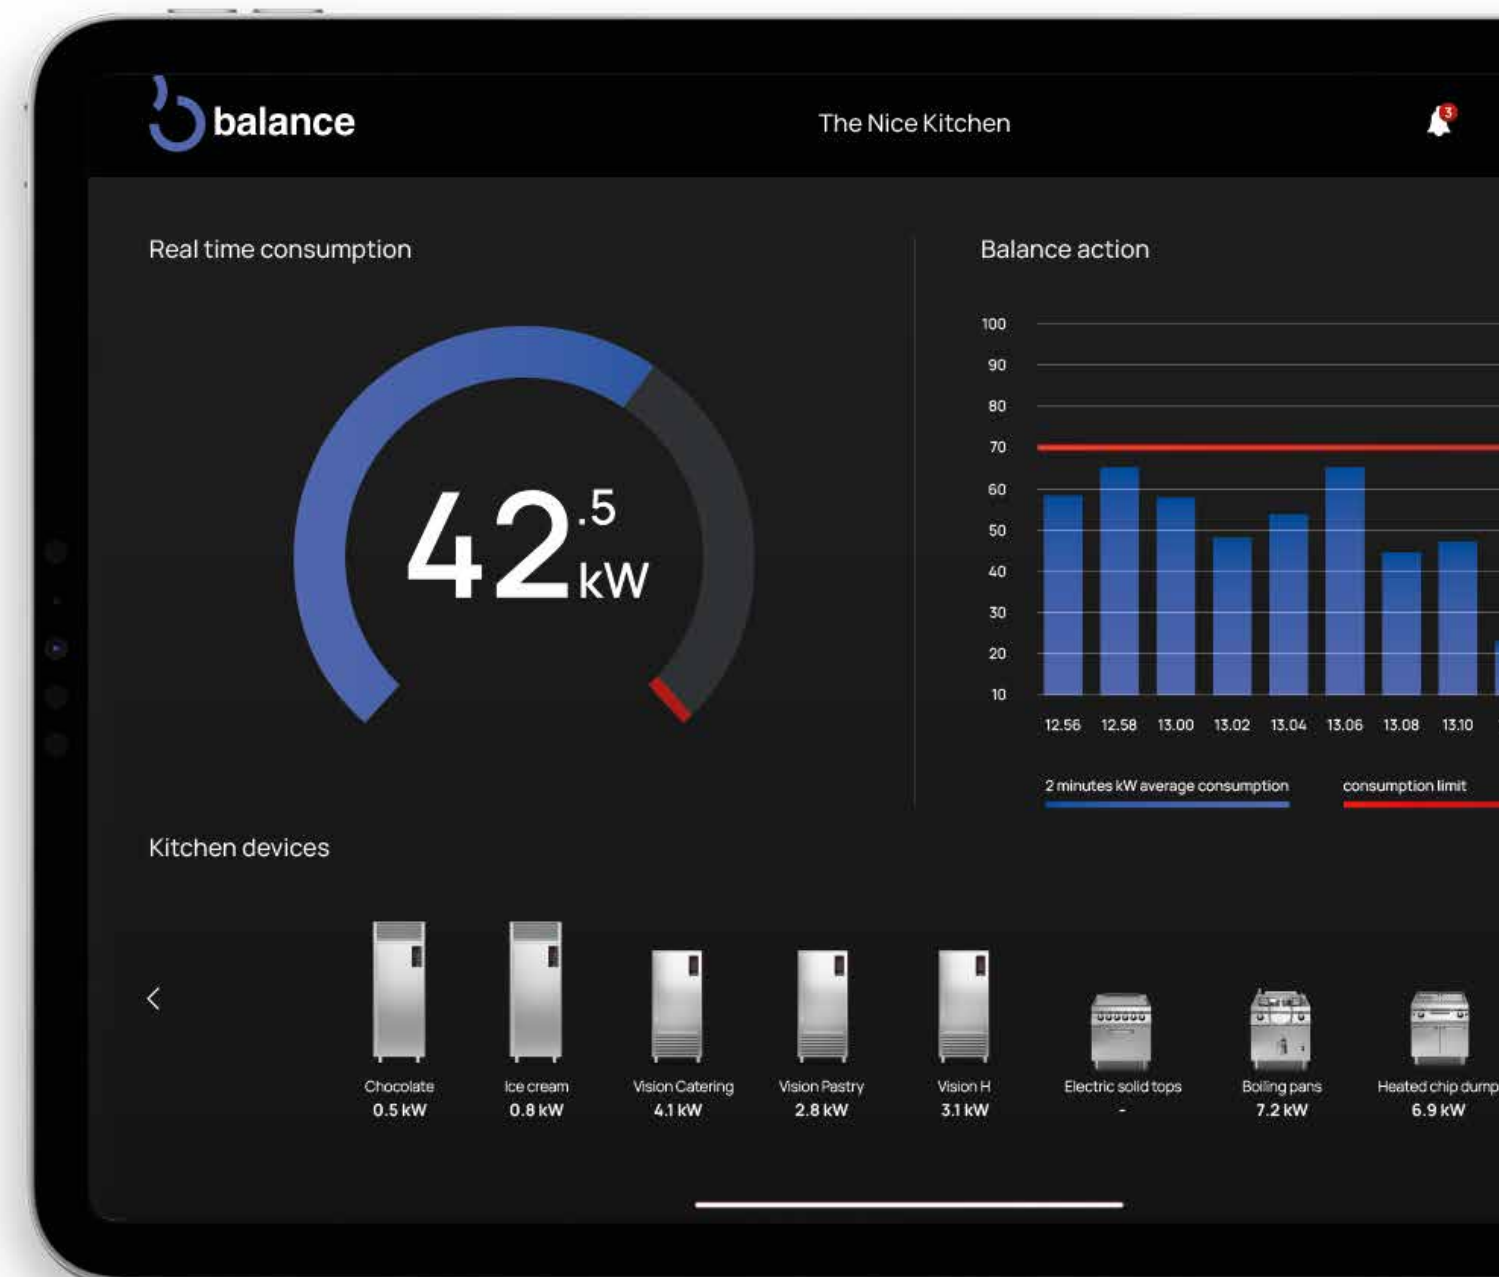 balance
The Nice Kitchen
3
Real time consumption
42.5 kW
Balance action
100
90
80
70
60
50
40
30
20
10
12.56 12.58 13.00 13.02 13.04 13.06 13.08 13.10
2 minutes kW average consumption
consumption limit
Kitchen devices
Chocolate
0.5 kW
Ice cream
0.8 kW
Vision Catering
4.1 kW
Vision Pastry
2.8 kW
Vision H
3.1 kW
Electric solid tops
-
Boiling pans
7.2 kW
Heated chip dump
6.9 kW